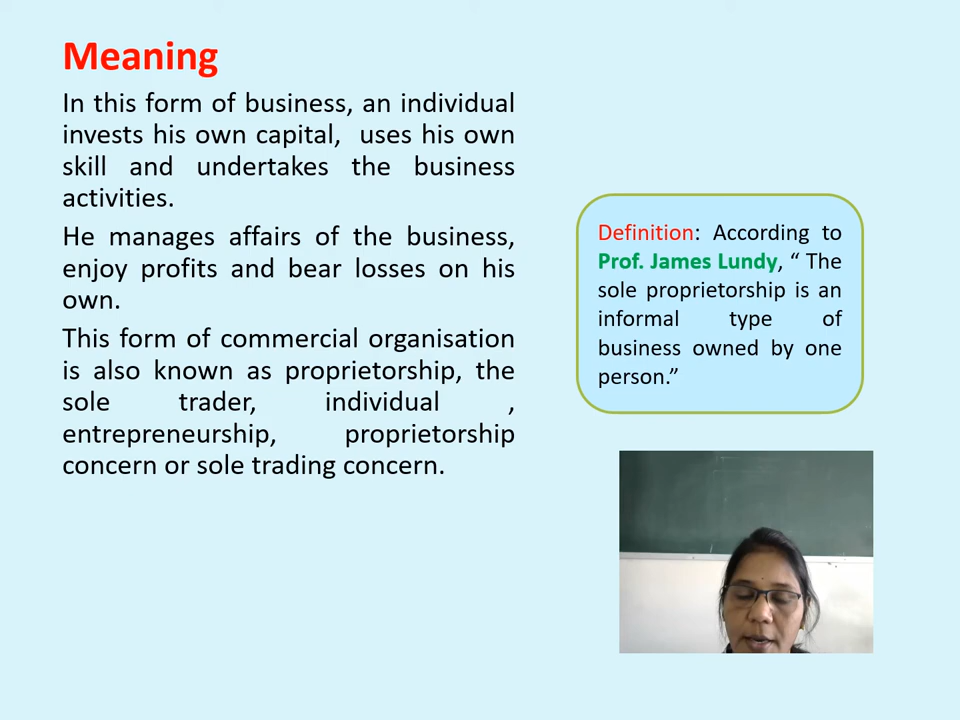 Meaning
In this form of business, an individual
invests his own capital, uses his own
skill and undertakes the business
activities.
He manages affairs of the business,
enjoy profits and bear losses on his
own.
This form of commercial organisation
is also known as proprietorship, the
sole trader, individual ,
entrepreneurship, proprietorship
concern or sole trading concern.
Definition: According to
Prof. James Lundy, “ The
sole proprietorship is an
informal type of
business owned by one
person.”